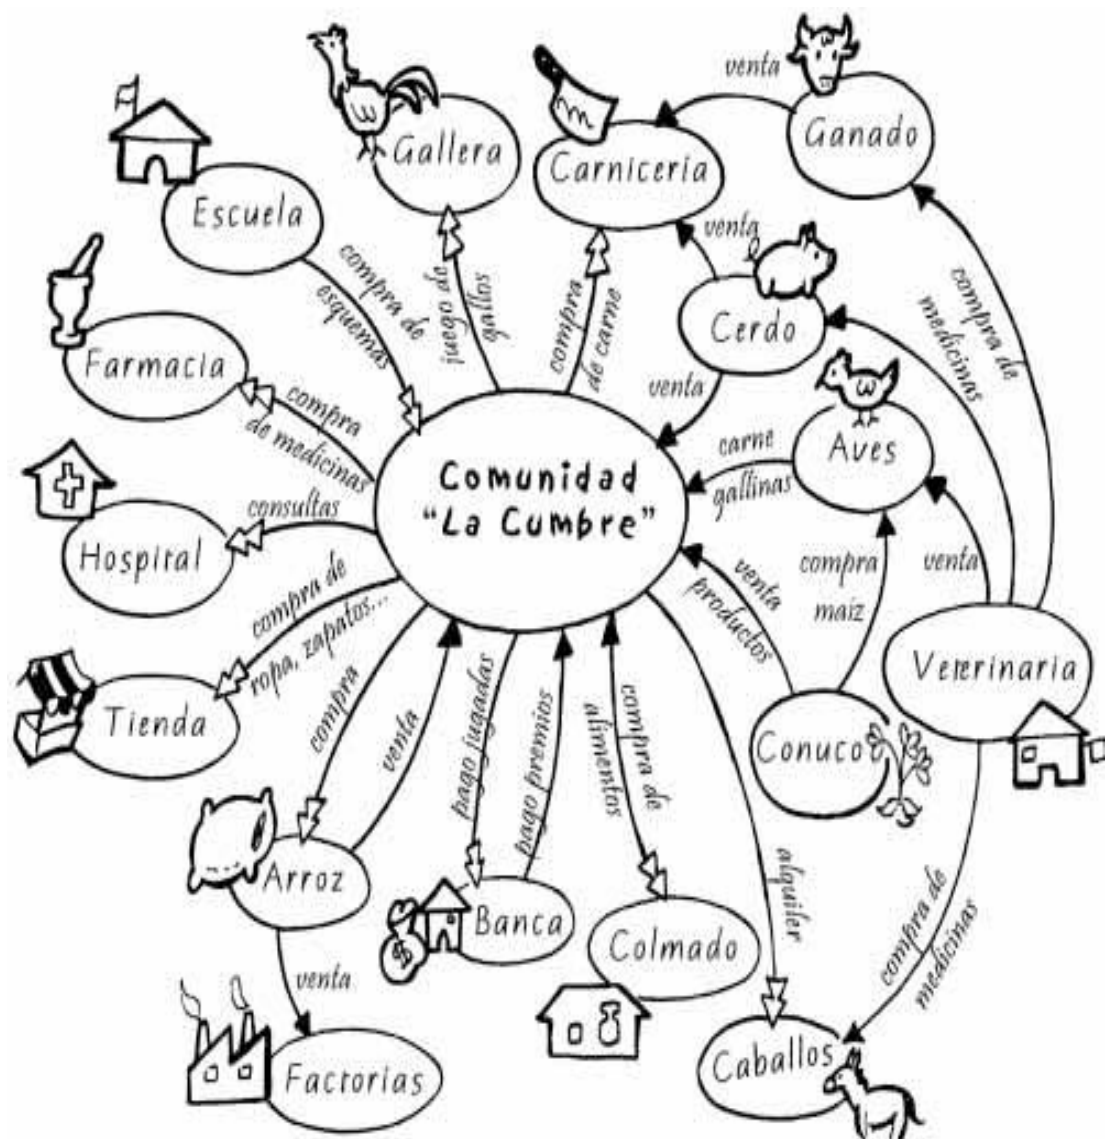 venta
Ganado
Gallera
Carnicería
Escuela
venta
compra de
esquemas
juego de
gallos
compra
de carne
Cerdo
compra de
medicinas
Farmacia
compra
de medicinas
venta
Aves
carne
gallinas
Comunidad
"La Cumbre"
consultas
Hospital
venta
productos
compra
maíz
venta
compra de
ropa, zapatos...
Veterinaria
Tienda
compra
venta
pago jugadas
pago premios
compra de
alimentos
Conuco
alquiler
Arroz
Banca
Colmado
compra de
medicinas
venta
Factorías
Caballos